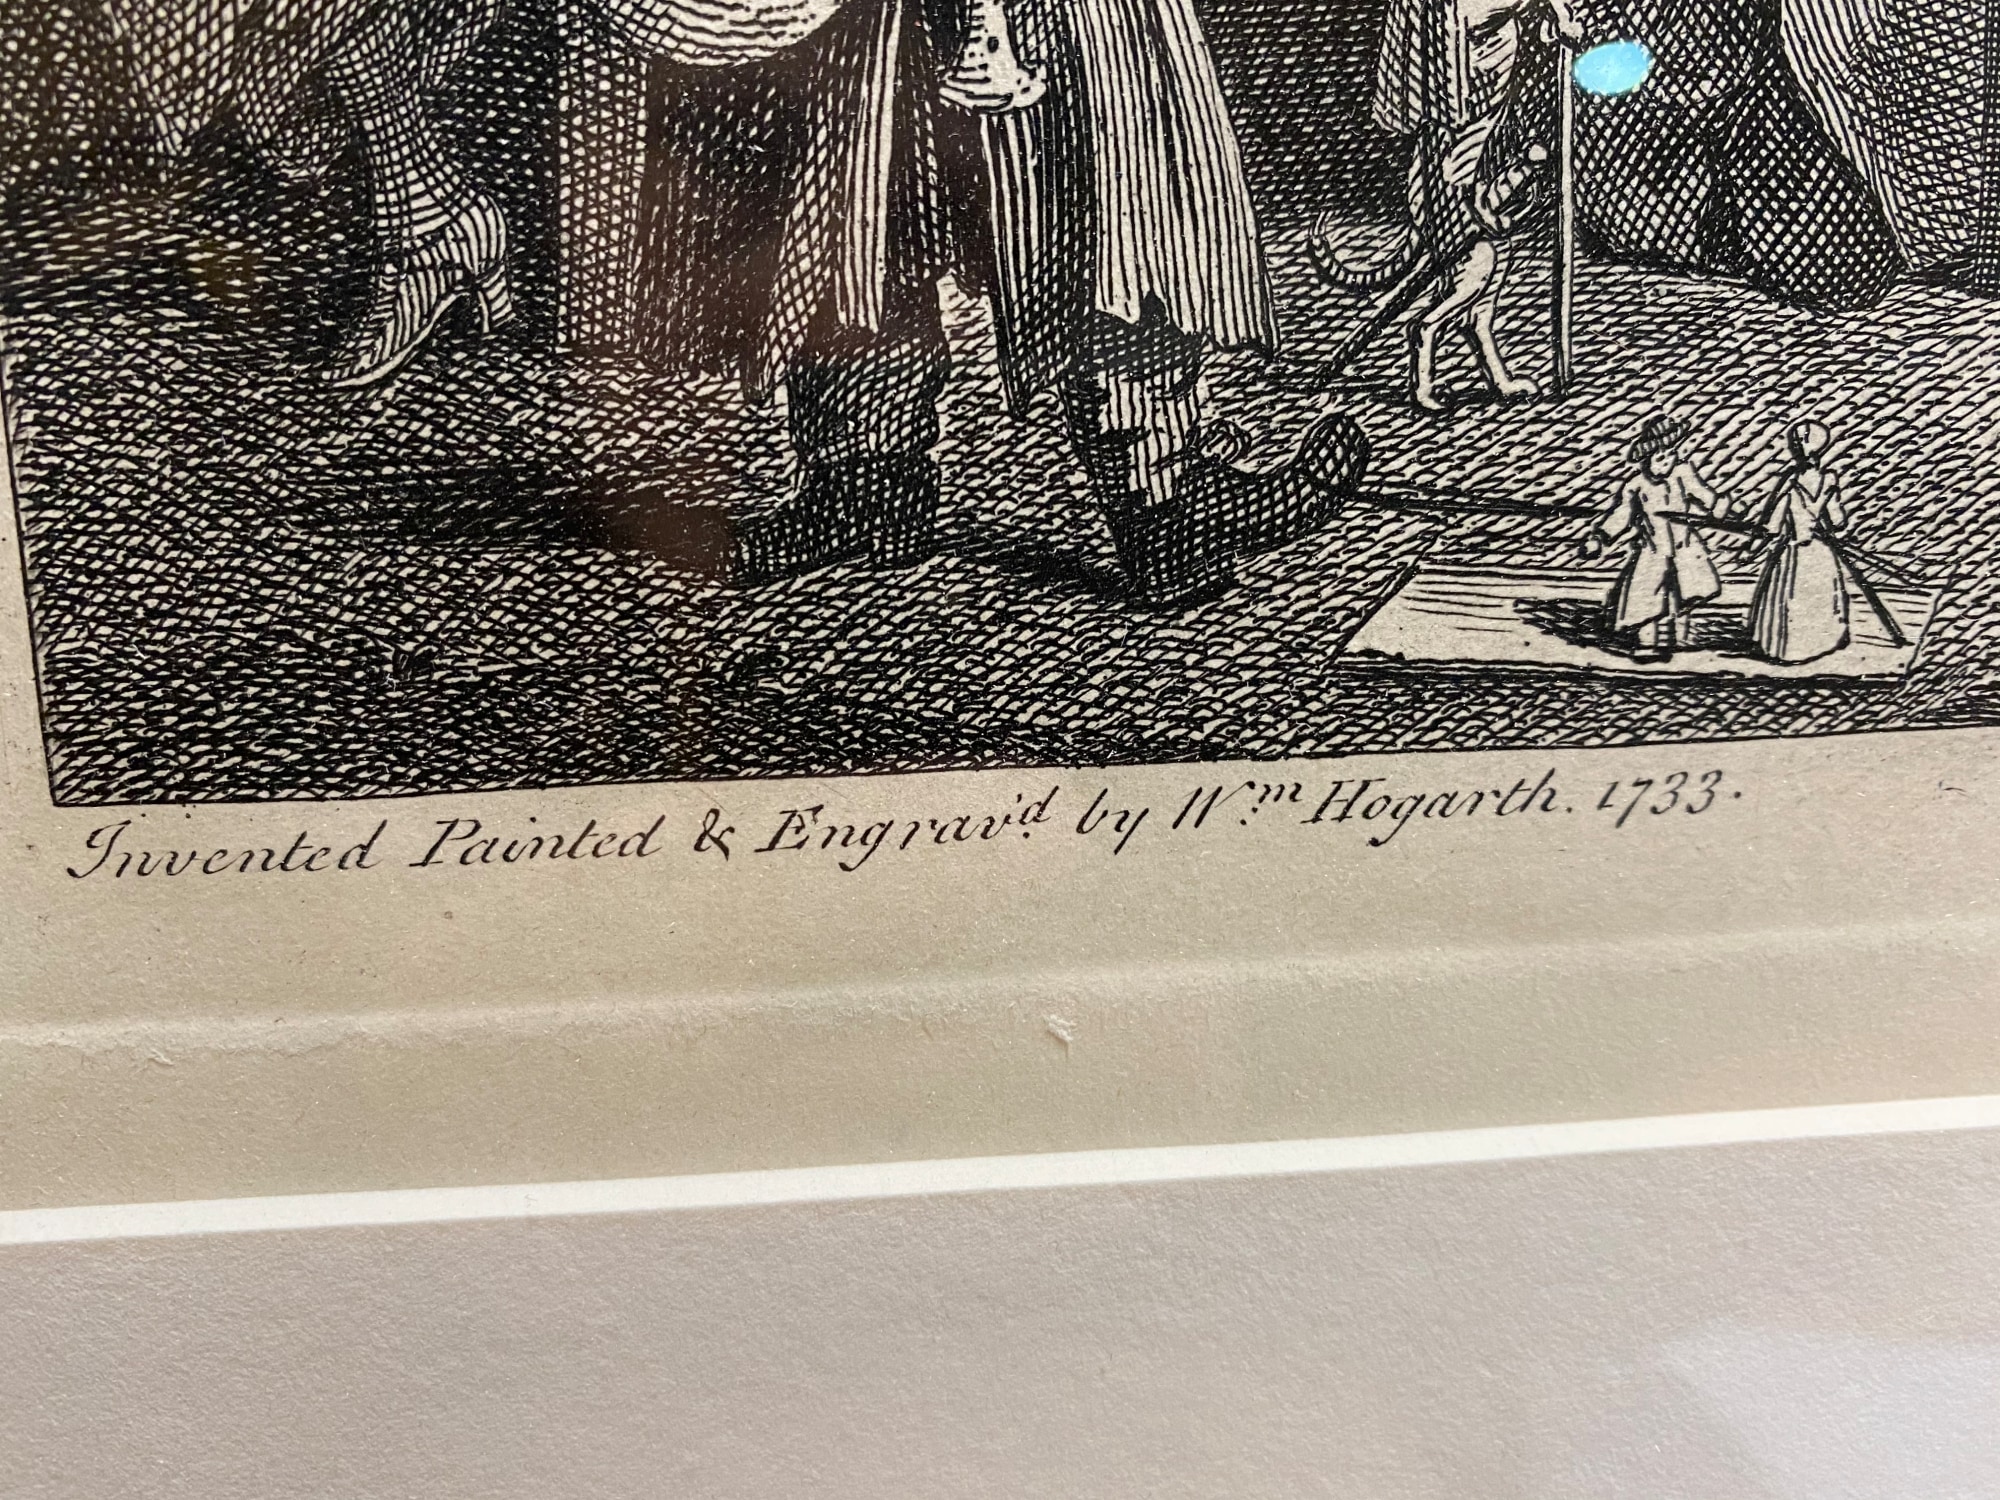 Invented Painted & Engrav'd by Wm Hogarth. 1733.